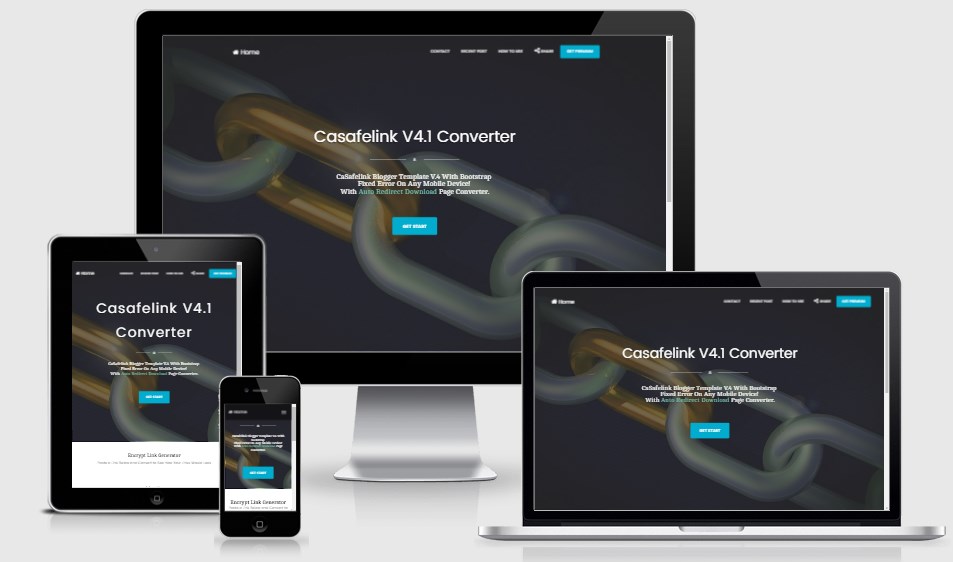 Home
CONTACT RECENT POST HOW TO USE SHARE GET PREMIUM
Casafelink V4.1 Converter
CaSafelink Blogger Template V.4 With Bootstrap
Fixed Error On Any Mobile Device!
With Auto Redirect Download Page Converter.
GET START
Home
SHARE
Casafelink V4.1
Converter
CaSafelink Blogger Template V.4 With Bootstrap
Fixed Error On Any Mobile Device!
With Auto Redirect Download Page Converter.
GET START
Encrypt Link Generator
GET START
Encrypt Link Generator
Home
CONTACT RECENT POST HOW TO USE SHARE GET PREMIUM
Casafelink V4.1 Converter
CaSafelink Blogger Template V.4 With Bootstrap
Fixed Error On Any Mobile Device!
With Auto Redirect Download Page Converter.
GET START